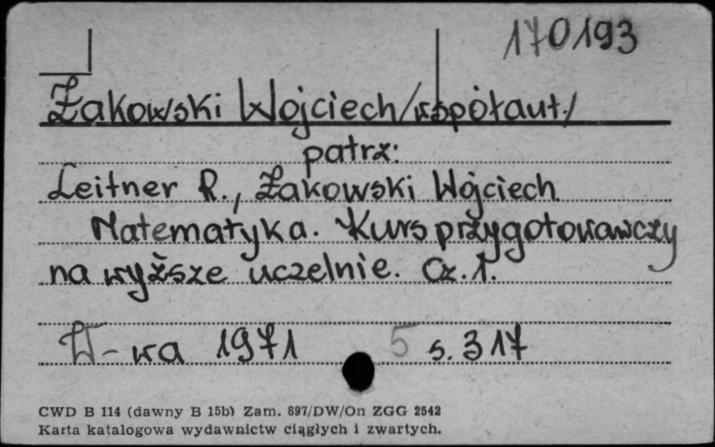 170193
Żakowski Wojciech/współaut./
patrz:
Leitner R., Żakowski Wojciech
Matematyka. Kurs przygotowawczy
na wyższe uczelnie. Cz. 1.
W-wa 1971 5 s. 317
CWD B 114 (dawny B 15b) Zam. 897/DW/On ZGG 2542
Karta katalogowa wydawnictw ciągłych i zwartych.